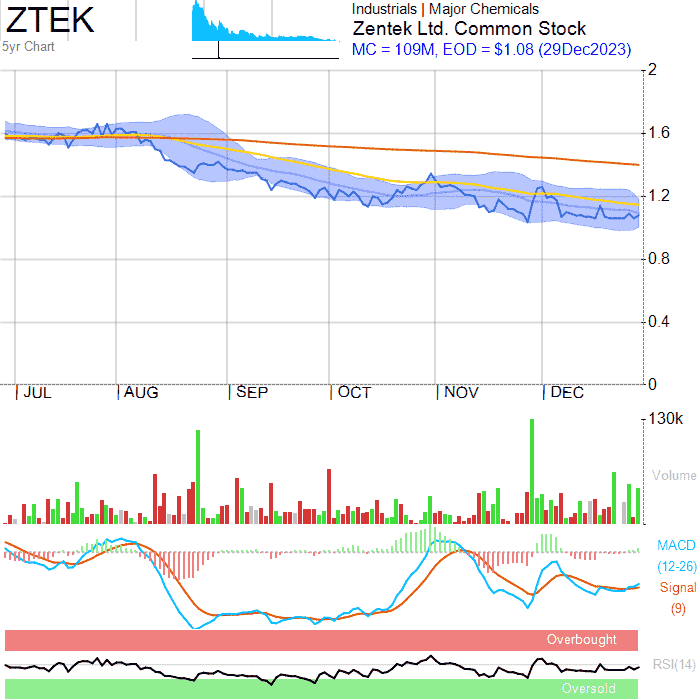 ZTEK
5yr Chart
Industrials | Major Chemicals
Zentek Ltd. Common Stock
MC = 109M, EOD = $1.08 (29Dec2023)
2
1.6
1.2
0.8
0.4
0
JUL AUG SEP OCT NOV DEC
130k
Volume
MACD
(12-26)
Signal
(9)
Overbought
RSI(14)
Oversold